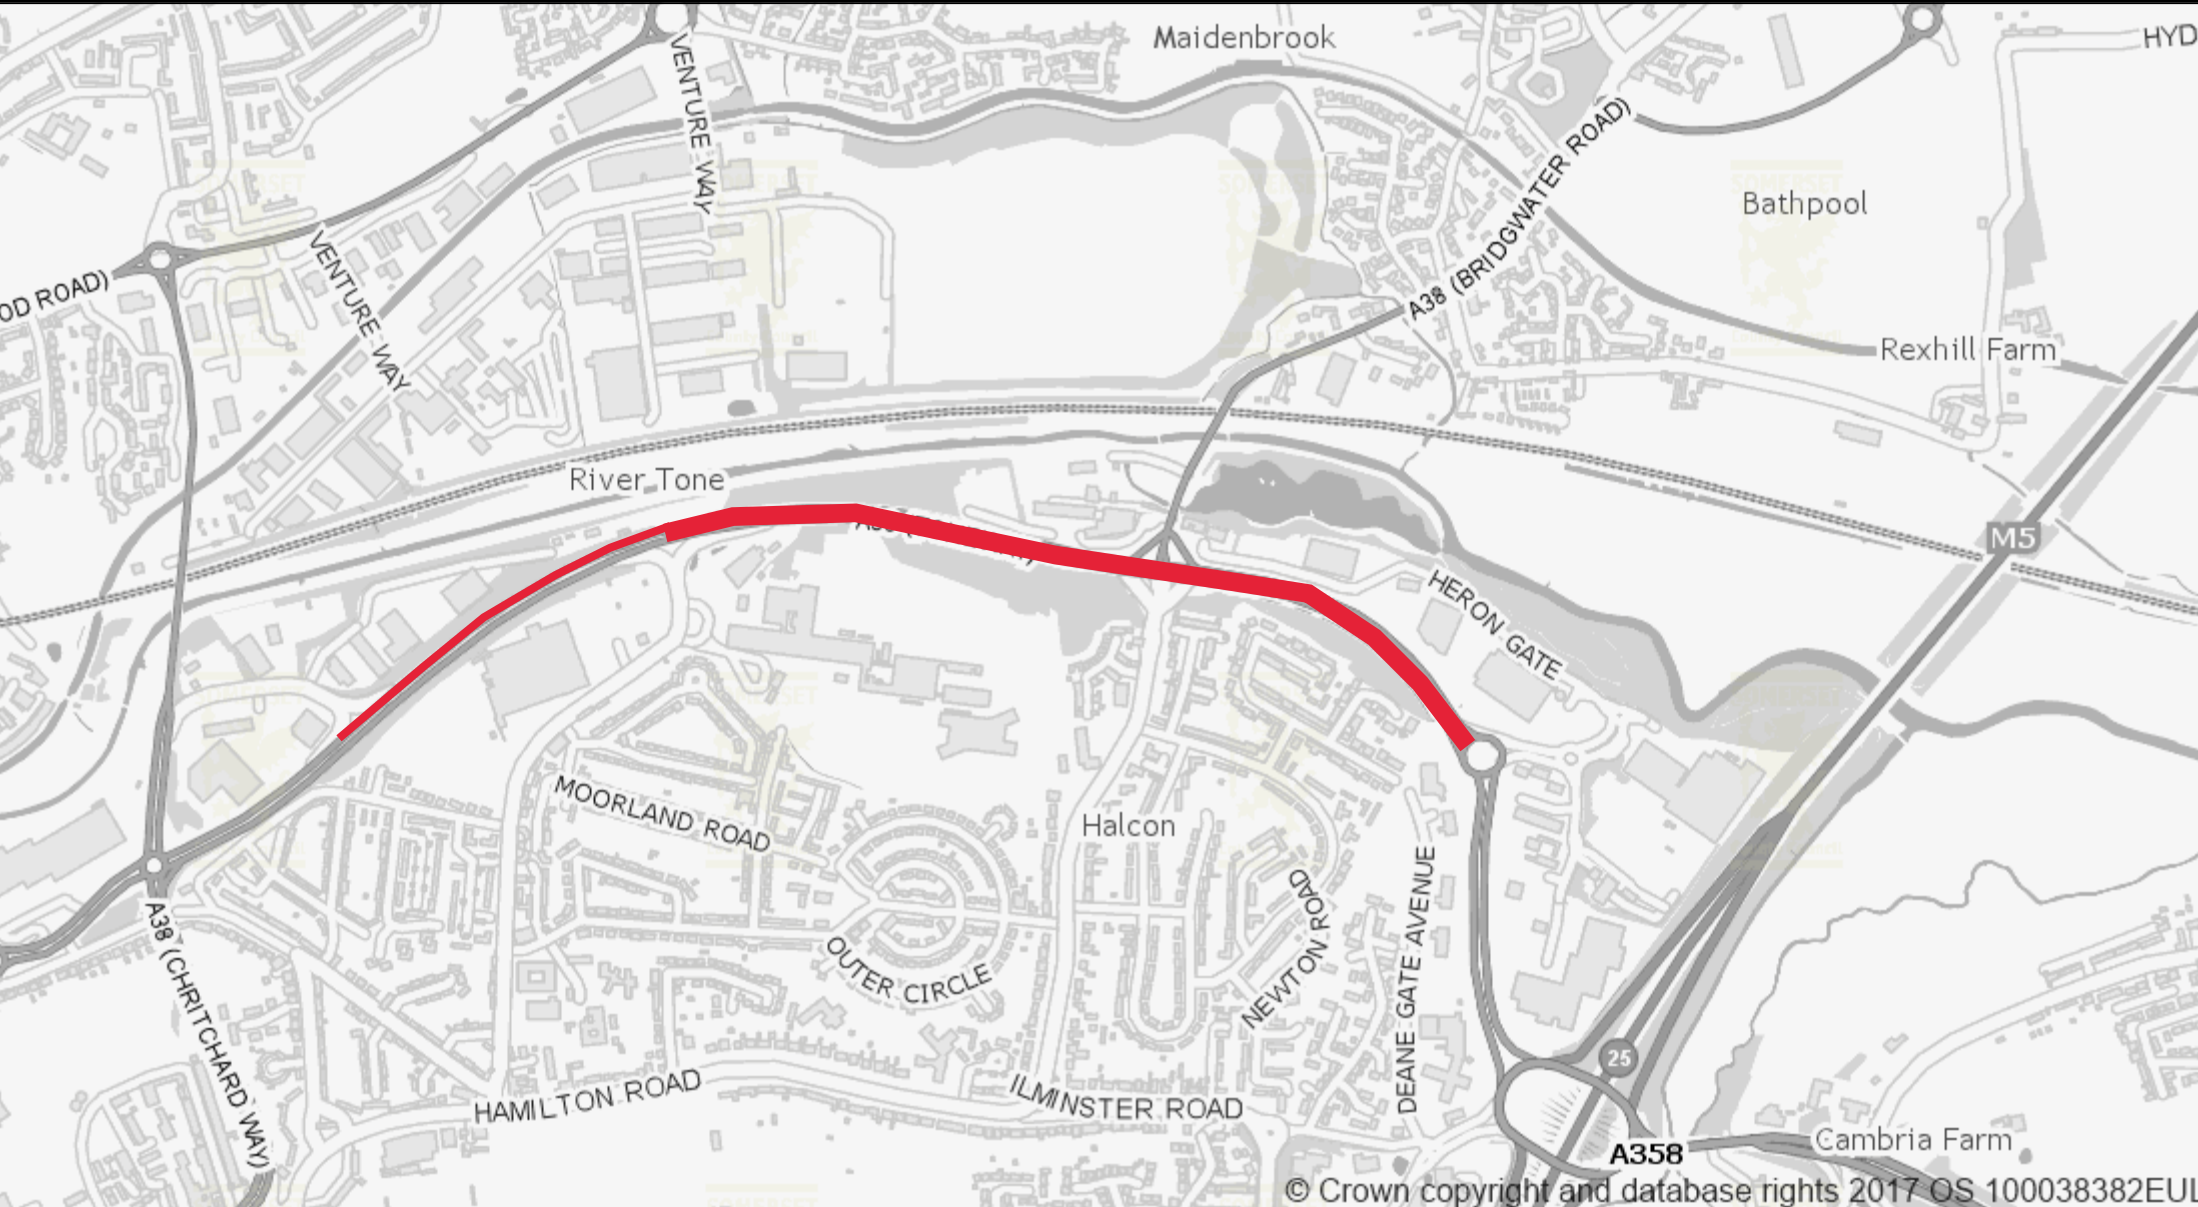 Maidenbrook
HYD
VENTURE WAY
A38 (BRIDGWATER ROAD)
Bathpool
OD ROAD)
VENTURE WAY
Rexhill Farm
River Tone
M5
HERON GATE
MOORLAND ROAD
Halcon
DEANE GATE AVENUE
NEWTON ROAD
A38 (CHRITCHARD WAY)
OUTER CIRCLE
25
HAMILTON ROAD
ILMINSTER ROAD
A358
Cambria Farm
© Crown copyright and database rights 2017 OS 100038382EUL